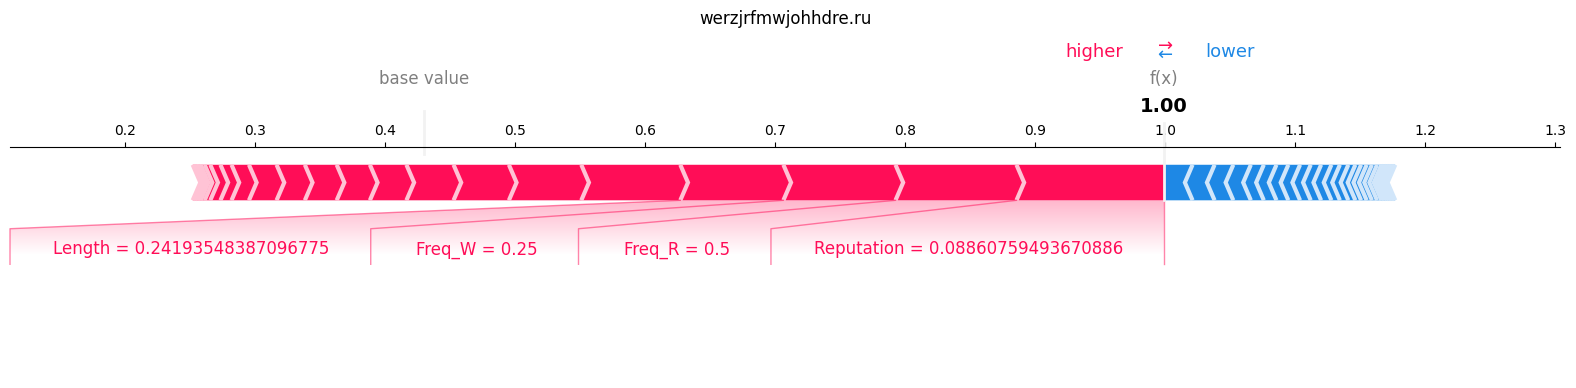 werzjrfmwjohhdre.ru
higher → ← lower
base value f(x)
1.00
0.2 0.3 0.4 0.5 0.6 0.7 0.8 0.9 1.0 1.1 1.2 1.3
Length = 0.24193548387096775 Freq_W = 0.25 Freq_R = 0.5 Reputation = 0.08860759493670886